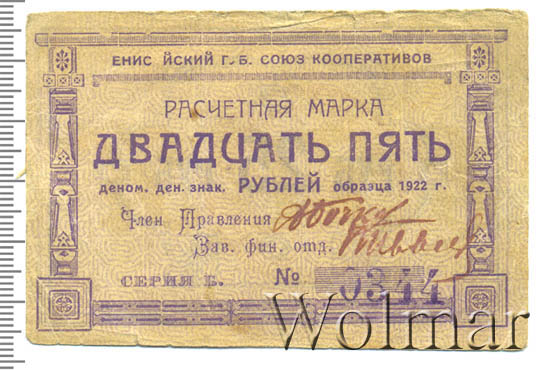 ЕНИС ЙСКИЙ Г. Б. СОЮЗ КООПЕРАТИВОВ
РАСЧЕТНАЯ МАРКА
ДВАДЦАТЬ ПЯТЬ
деном. ден. знак. РУБЛЕЙ образца 1922 г.
Член Правления
Зав. фин. отд.
СЕРИЯ Б. № 0344
Wolmar